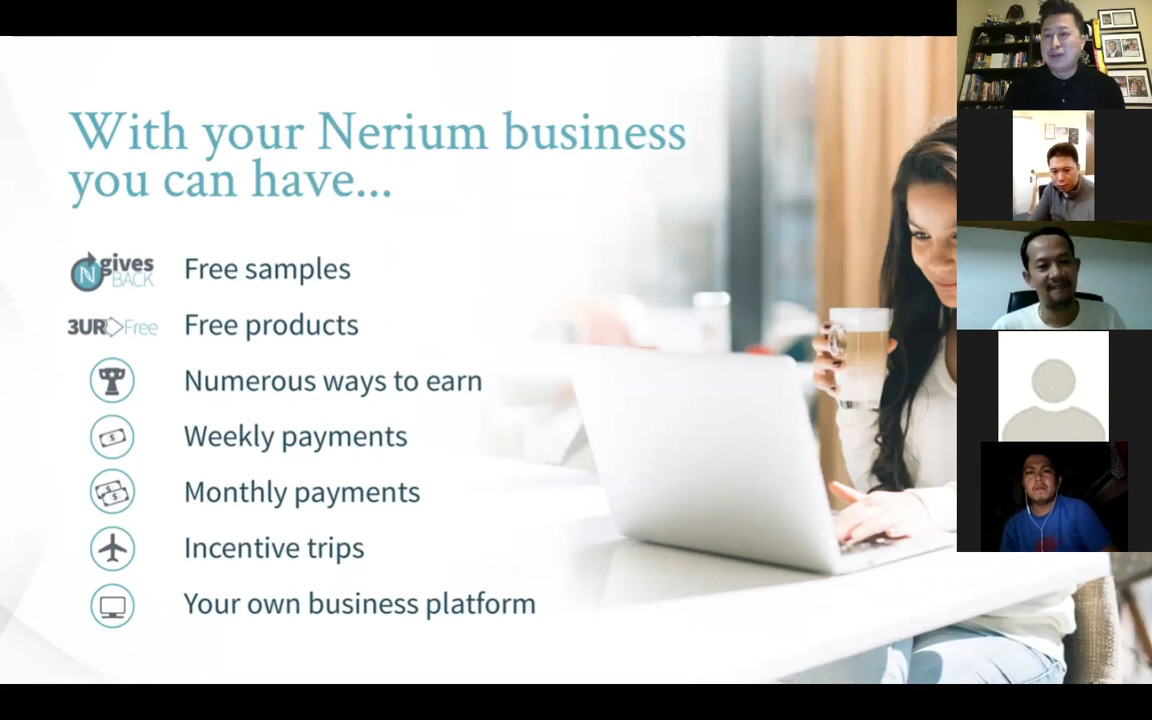 With your Nerium business
you can have...
N gives
BACK
Free samples
3UR Free
Free products
Numerous ways to earn
Weekly payments
Monthly payments
Incentive trips
Your own business platform